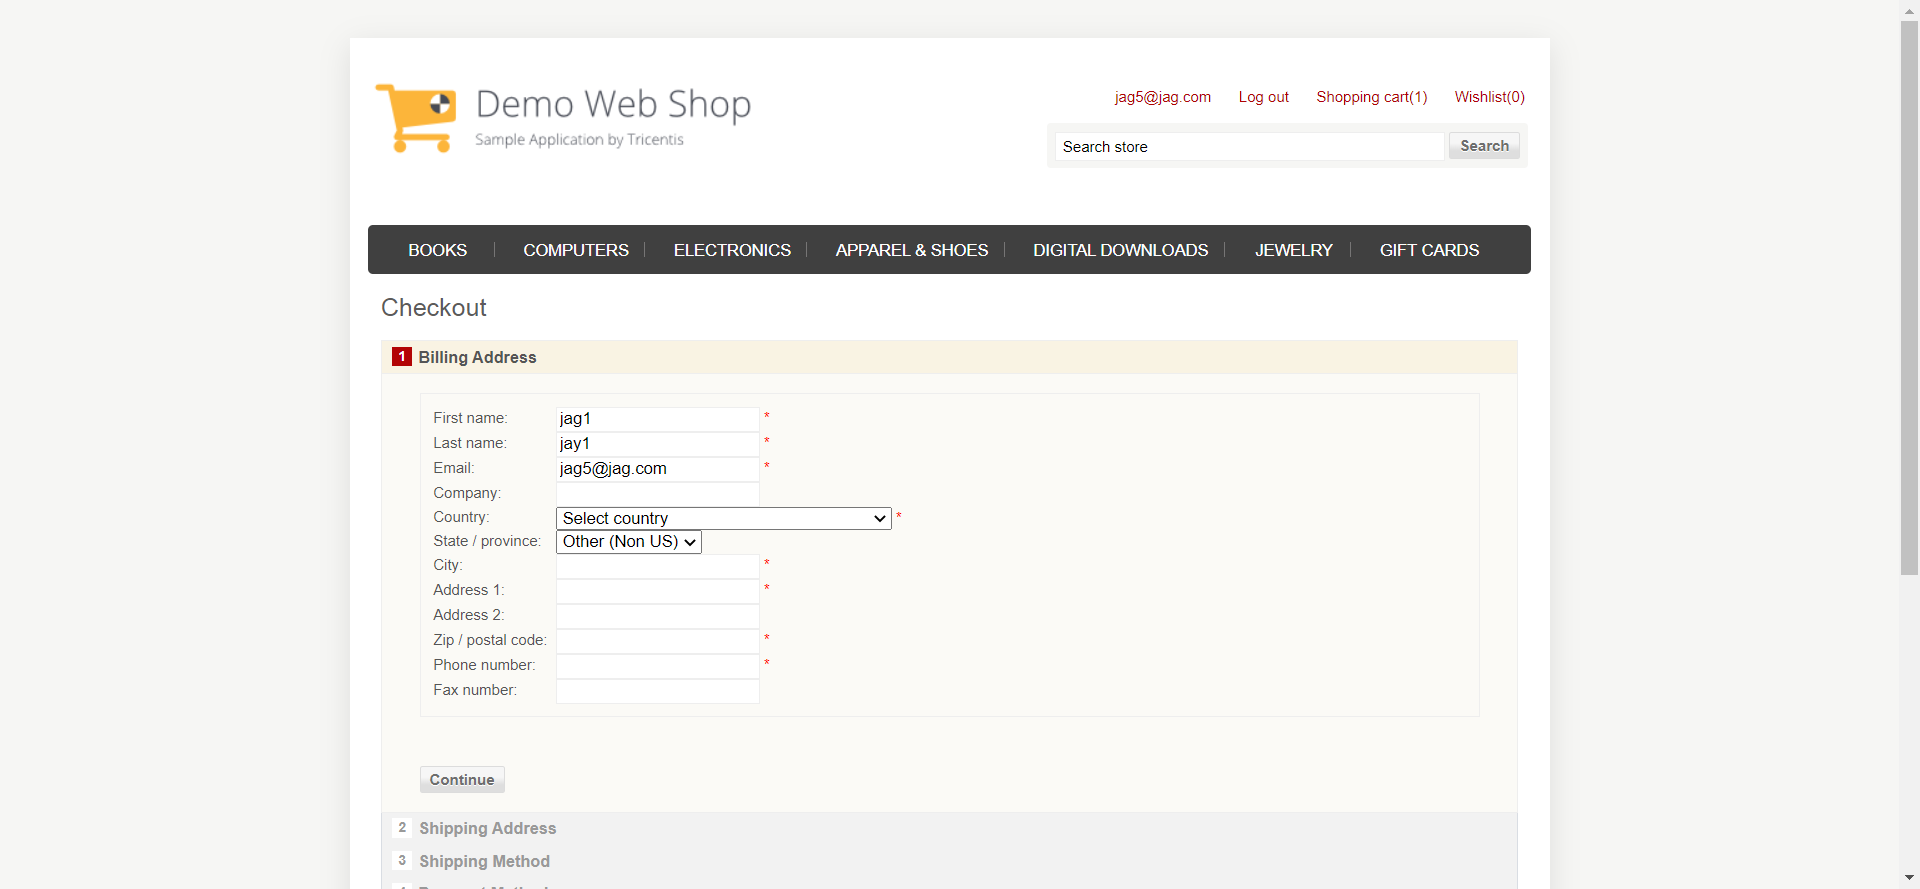 Demo Web Shop
Sample Application by Tricentis
jag5@jag.com Log out Shopping cart(1) Wishlist(0)
Search store Search
BOOKS COMPUTERS ELECTRONICS APPAREL & SHOES DIGITAL DOWNLOADS JEWELRY GIFT CARDS
Checkout
1 Billing Address
First name: jag1 *
Last name: jay1 *
Email: jag5@jag.com *
Company:
Country: Select country *
State / province: Other (Non US)
City: *
Address 1: *
Address 2:
Zip / postal code: *
Phone number: *
Fax number:
Continue
2 Shipping Address
3 Shipping Method